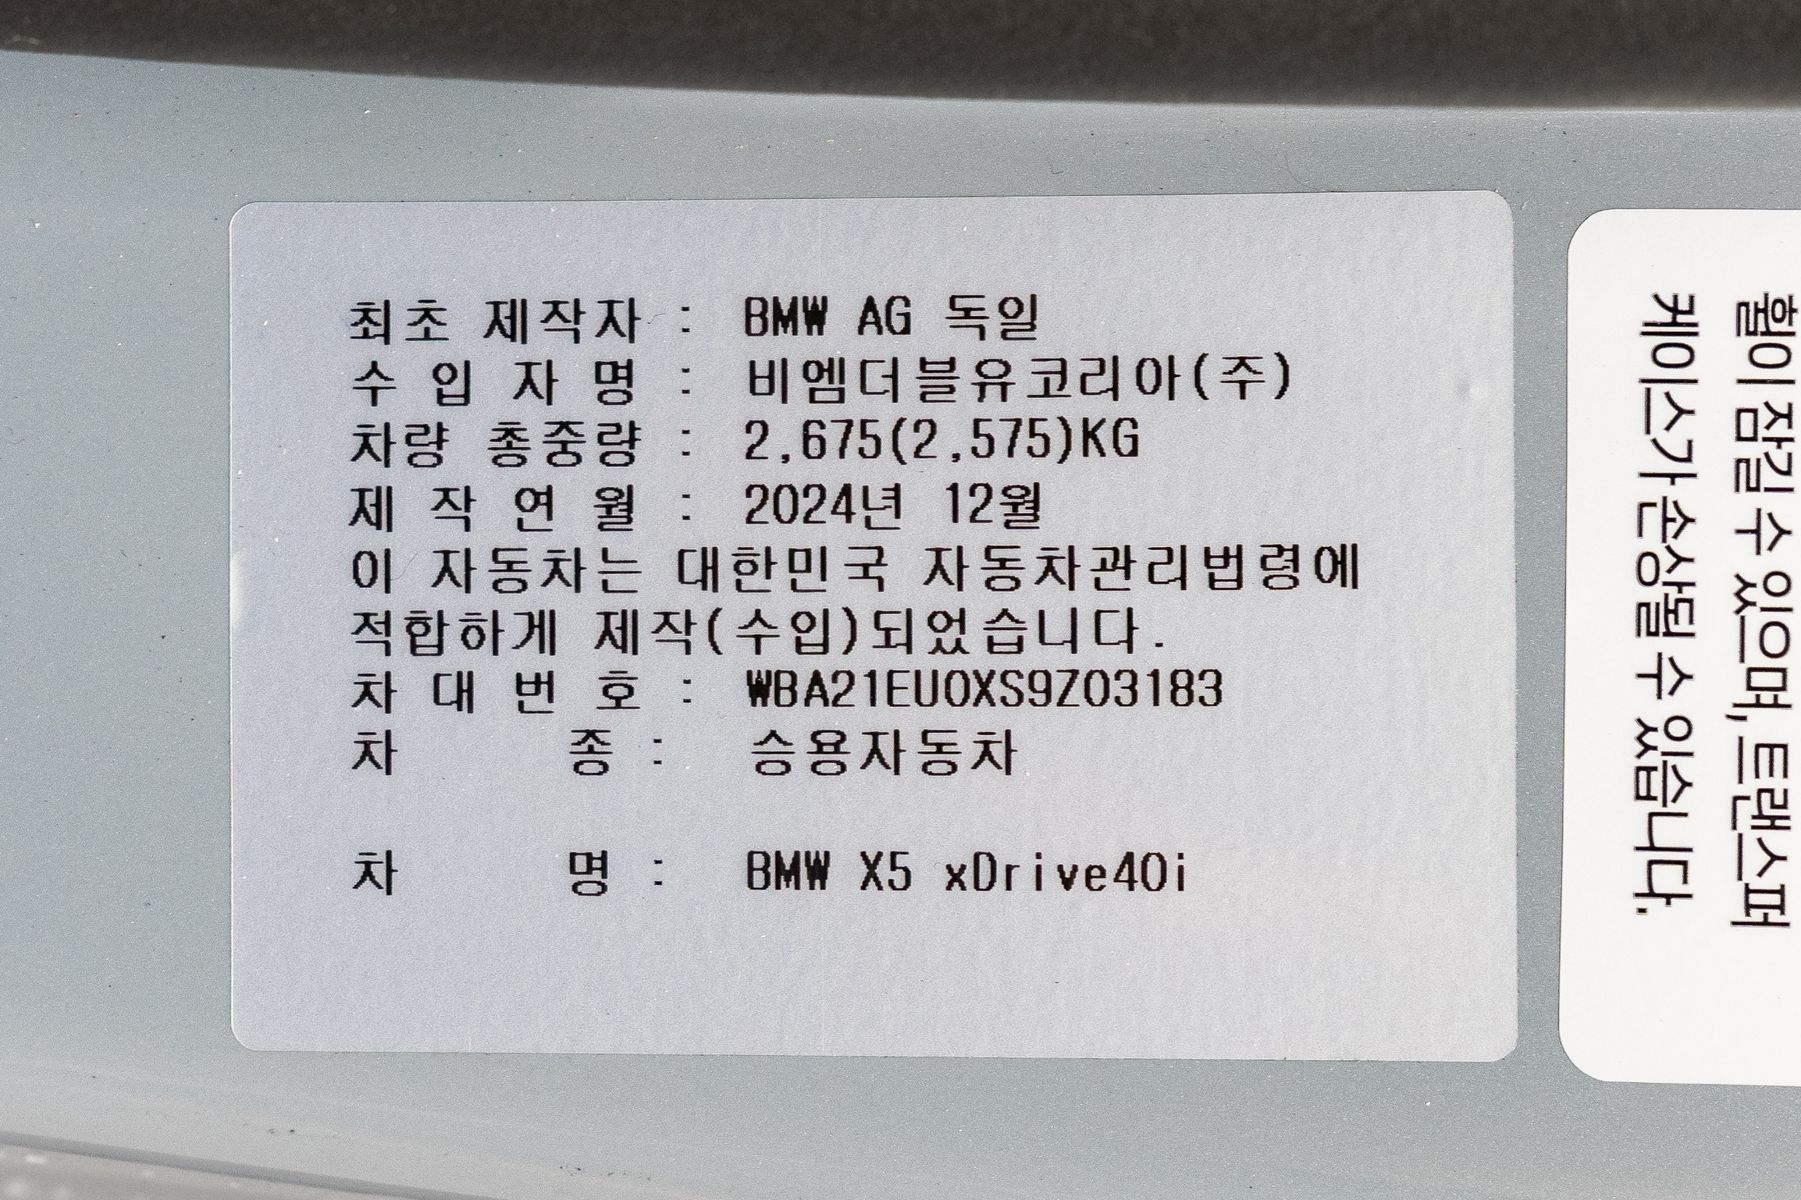 최초 제작자 : BMW AG 독일
수 입 자 명 : 비엠더블유코리아(주)
차량 총중량 : 2,675(2,575)KG
제 작 연 월 : 2024년 12월
이 자동차는 대한민국 자동차관리법령에
적합하게 제작(수입)되었습니다.
차 대 번 호 : WBA21EU0XS9Z03183
차 종 : 승용자동차
차 명 : BMW X5 xDrive40i
휠이 잠길 수 있으며, 트랜스퍼
케이스가 손상될 수 있습니다.